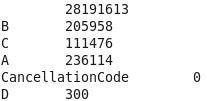 28191613
B 205958
C 111476
A 236114
CancellationCode 0
D 300